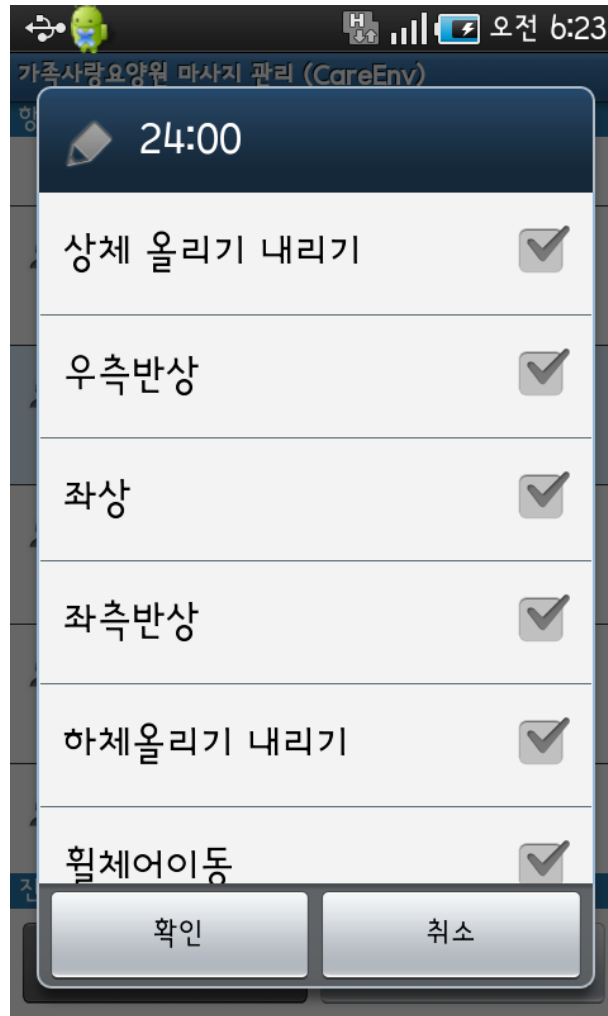 오전 6:23
가족사랑요양원 마사지 관리 (CareEnv)
24:00
상체 올리기 내리기
우측반상
좌상
좌측반상
하체올리기 내리기
휠체어이동
확인
취소